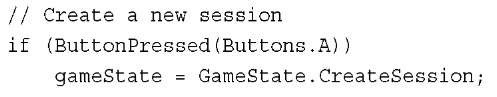 // Create a new session
if (ButtonPressed(Buttons.A))
    gameState = GameState.CreateSession;